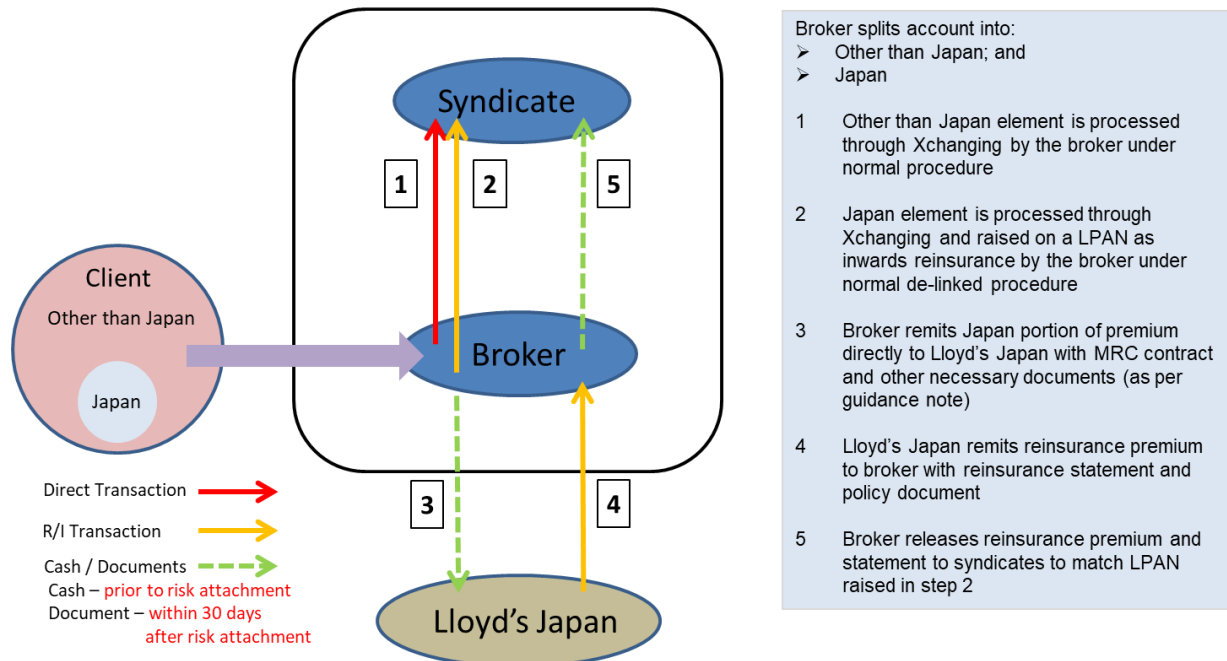 Syndicate
1
2
5
Client
Other than Japan
Japan
Broker
3
4
Lloyd's Japan
Direct Transaction
R/I Transaction
Cash / Documents
Cash – prior to risk attachment
Document – within 30 days
after risk attachment
Broker splits account into:
➢ Other than Japan; and
➢ Japan
1 Other than Japan element is processed
through Xchanging by the broker under
normal procedure
2 Japan element is processed through
Xchanging and raised on a LPAN as
inwards reinsurance by the broker under
normal de-linked procedure
3 Broker remits Japan portion of premium
directly to Lloyd's Japan with MRC contract
and other necessary documents (as per
guidance note)
4 Lloyd's Japan remits reinsurance premium
to broker with reinsurance statement and
policy document
5 Broker releases reinsurance premium and
statement to syndicates to match LPAN
raised in step 2